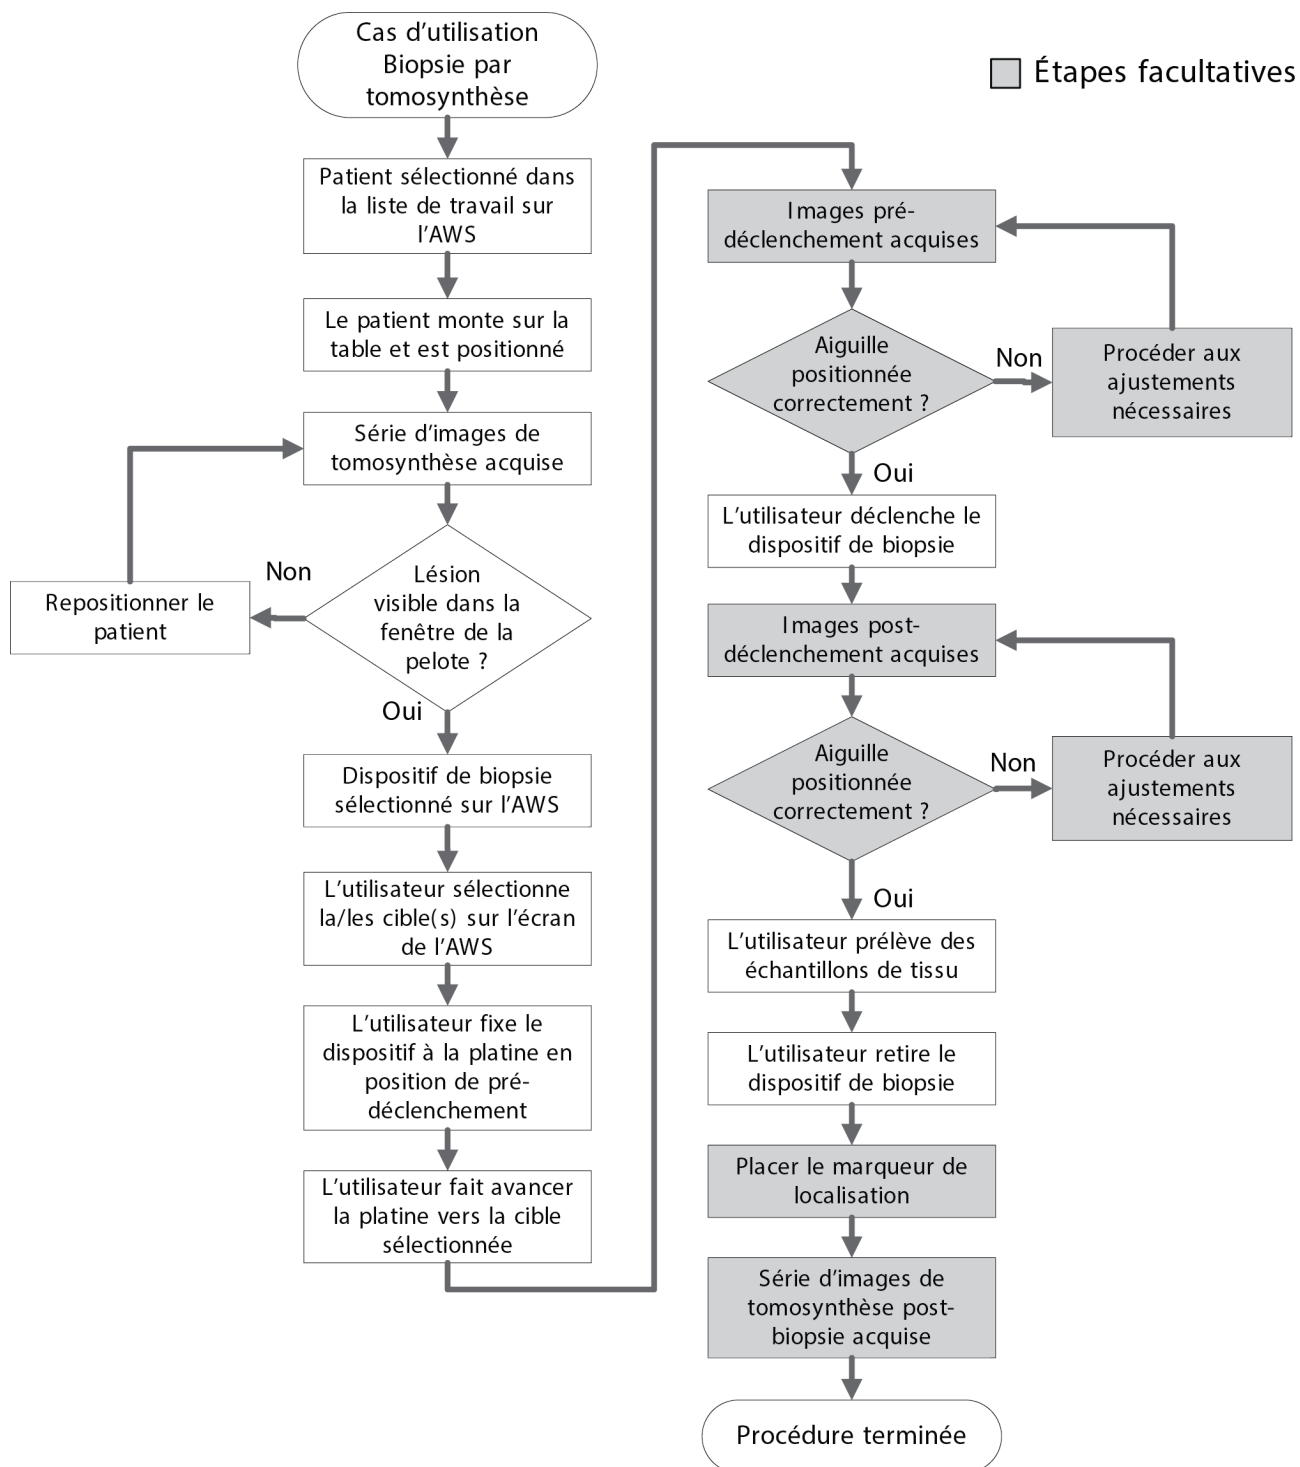 Cas d’utilisation
Biopsie par
tomosynthèse
Étapes facultatives
Patient sélectionné dans
la liste de travail sur
l’AWS
Le patient monte sur la
table et est positionné
Série d’images de
tomosynthèse acquise
Lésion
visible dans la
fenêtre de la
pelote ?
Non
Repositionner le
patient
Oui
Dispositif de biopsie
sélectionné sur l’AWS
L’utilisateur sélectionne
la/les cible(s) sur l’écran
de l’AWS
L’utilisateur fixe le
dispositif à la platine en
position de pré-
déclenchement
L’utilisateur fait avancer
la platine vers la cible
sélectionnée
Images pré-
déclenchement acquises
Aiguille
positionnée
correctement ?
Non
Procéder aux
ajustements
nécessaires
Oui
L’utilisateur déclenche le
dispositif de biopsie
Images post-
déclenchement acquises
Aiguille
positionnée
correctement ?
Non
Procéder aux
ajustements
nécessaires
Oui
L’utilisateur prélève des
échantillons de tissu
L’utilisateur retire le
dispositif de biopsie
Placer le marqueur de
localisation
Série d’images de
tomosynthèse post-
biopsie acquise
Procédure terminée